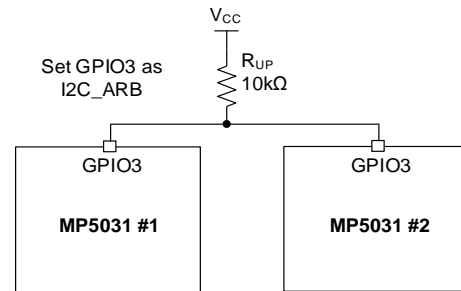 VCC
Set GPIO3 as
I2C_ARB
RUP
10kΩ
GPIO3
GPIO3
MP5031 #1
MP5031 #2